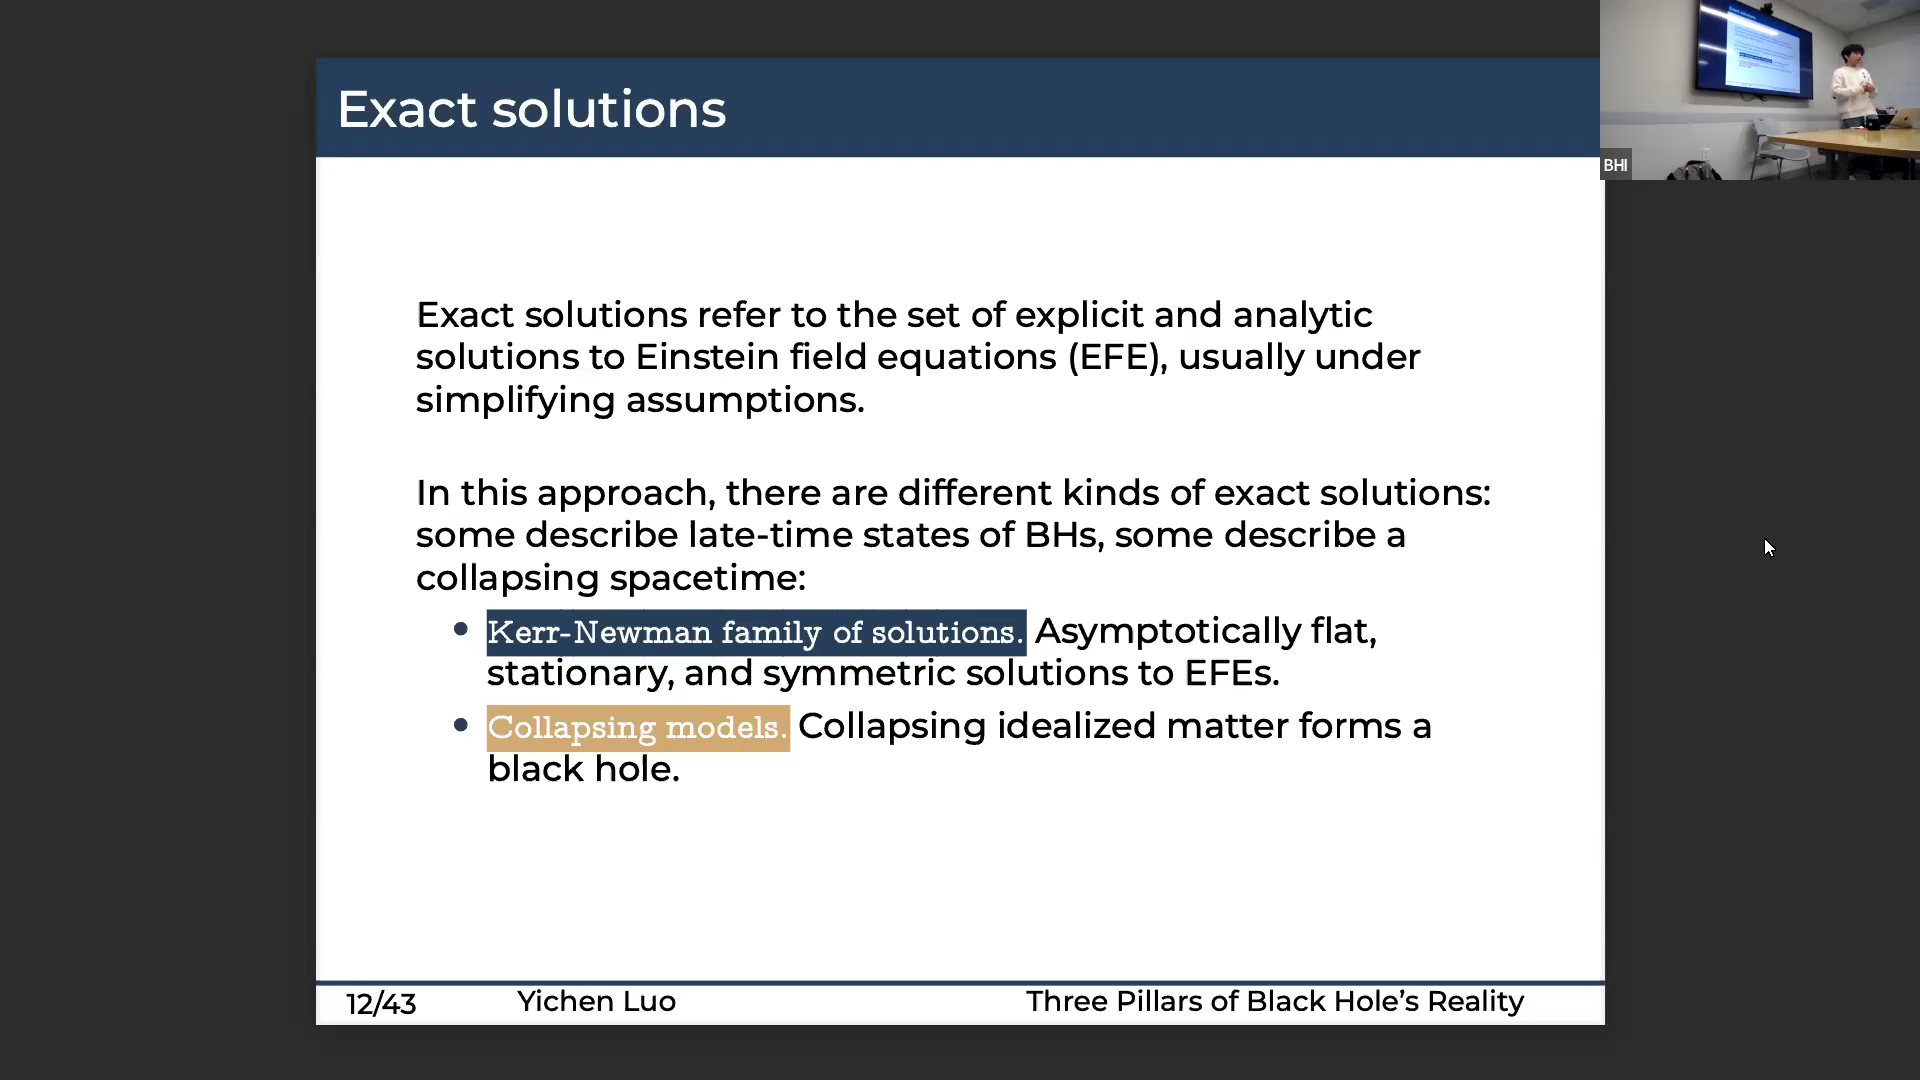 Exact solutions
BHI
Exact solutions refer to the set of explicit and analytic
solutions to Einstein field equations (EFE), usually under
simplifying assumptions.
In this approach, there are different kinds of exact solutions:
some describe late-time states of BHs, some describe a
collapsing spacetime:
• Kerr-Newman family of solutions. Asymptotically flat,
stationary, and symmetric solutions to EFEs.
• Collapsing models. Collapsing idealized matter forms a
black hole.
12/43 Yichen Luo Three Pillars of Black Hole’s Reality